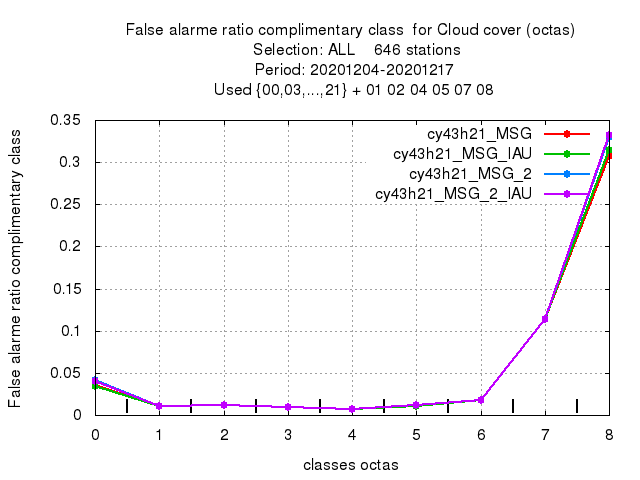 False alarme ratio complimentary class  for Cloud cover (octas)
Selection: ALL    646 stations
Period: 20201204-20201217
Used {00,03,...,21} + 01 02 04 05 07 08
False alarme ratio complimentary class
0.35
0.3
0.25
0.2
0.15
0.1
0.05
0
cy43h21_MSG
cy43h21_MSG_IAU
cy43h21_MSG_2
cy43h21_MSG_2_IAU
0 1 2 3 4 5 6 7 8
classes octas